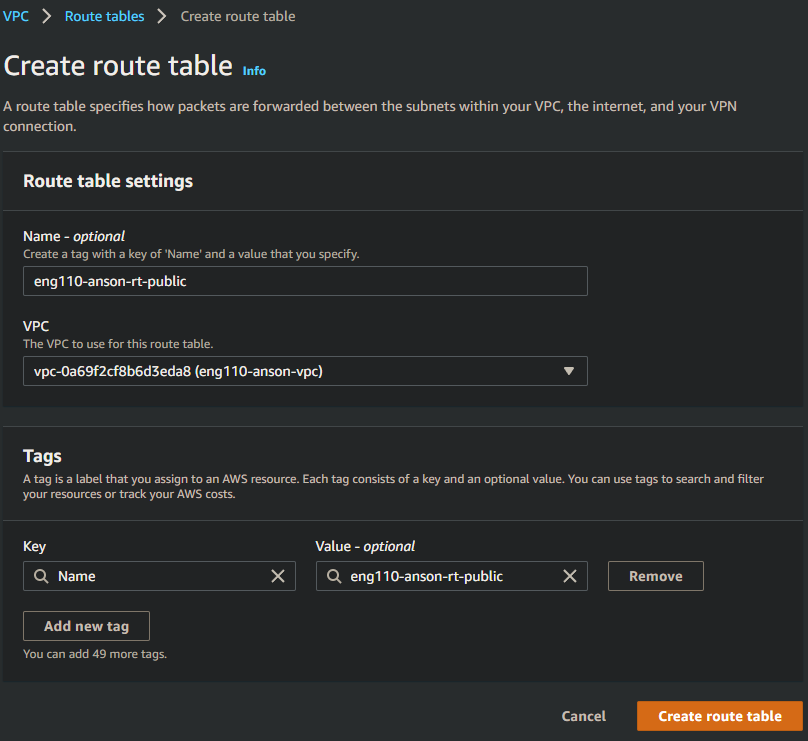 VPC > Route tables > Create route table
Create route table Info
A route table specifies how packets are forwarded between the subnets within your VPC, the internet, and your VPN
connection.
Route table settings
Name - optional
Create a tag with a key of 'Name' and a value that you specify.
eng110-anson-rt-public
VPC
The VPC to use for this route table.
vpc-0a69f2cf8b6d3eda8 (eng110-anson-vpc)
Tags
A tag is a label that you assign to an AWS resource. Each tag consists of a key and an optional value. You can use tags to search and filter
your resources or track your AWS costs.
Key Value - optional
Name eng110-anson-rt-public Remove
Add new tag
You can add 49 more tags.
Cancel Create route table